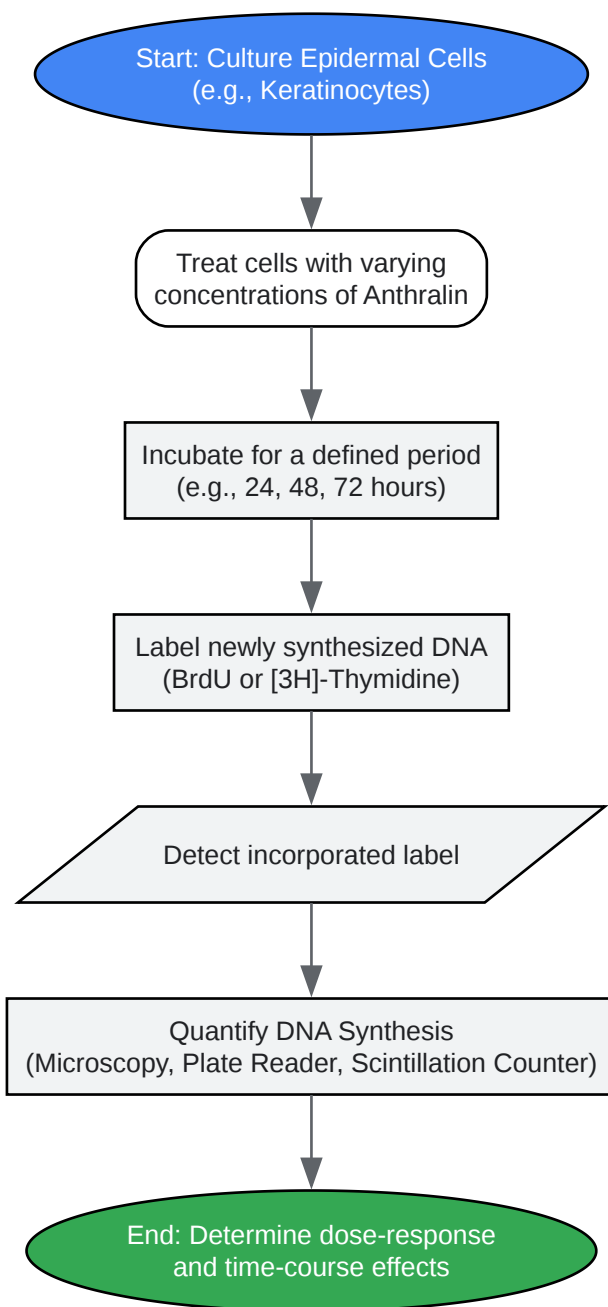 Start: Culture Epidermal Cells
(e.g., Keratinocytes)
Treat cells with varying
concentrations of Anthralin
Incubate for a defined period
(e.g., 24, 48, 72 hours)
Label newly synthesized DNA
(BrdU or [3H]-Thymidine)
Detect incorporated label
Quantify DNA Synthesis
(Microscopy, Plate Reader, Scintillation Counter)
End: Determine dose-response
and time-course effects